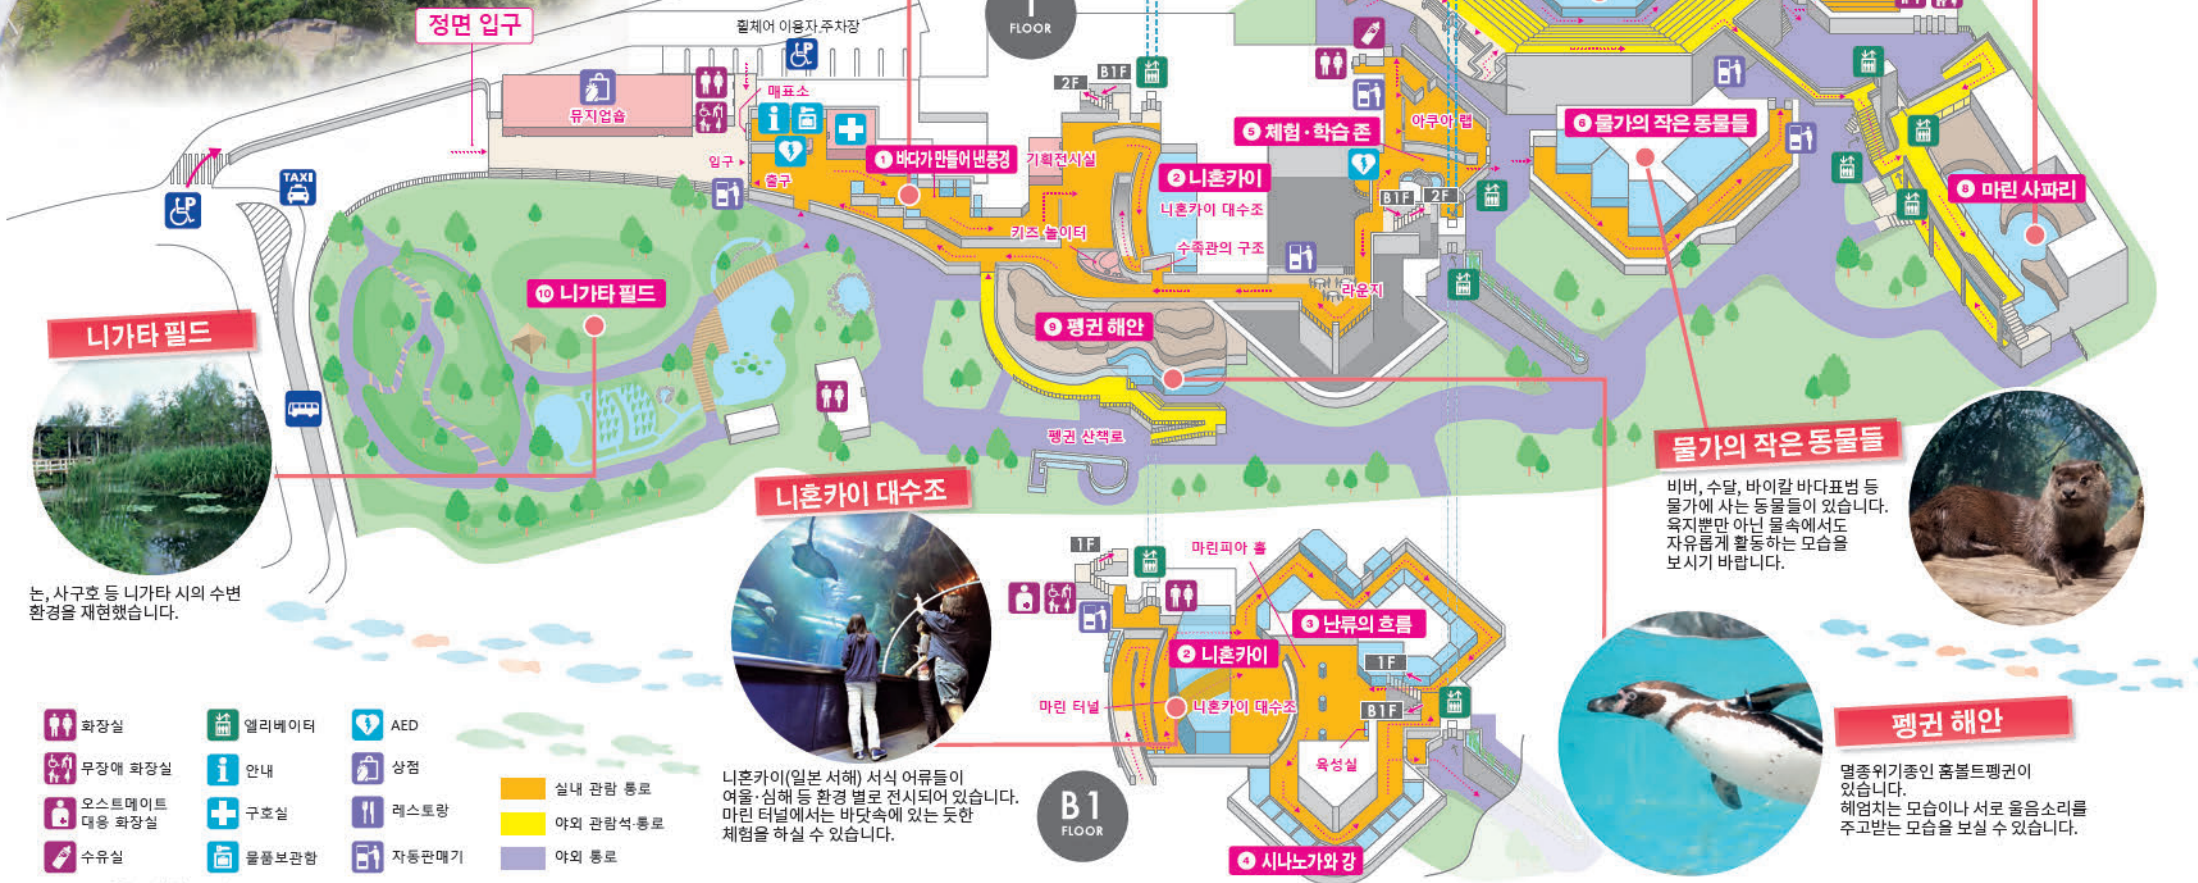 정면 입구
휠체어 이용자 주차장
FLOOR
뮤지업숍
매표소
입구
출구
2F
B1F
TAXI
P
P
① 바다가 만들어 낸 풍경
기획전시실
키즈 놀이터
② 니혼카이
니혼카이 대수조
수족관의 구조
⑤ 체험·학습 존
아쿠아 랩
B1F
2F
라운지
⑥ 물가의 작은 동물들
⑧ 마린 사파리
⑩ 니가타 필드
⑨ 펭귄 해안
펭귄 산책로
니가타 필드
논, 사구호 등 니가타 시의 수변
환경을 재현했습니다.
니혼카이 대수조
니혼카이(일본 서해) 서식 어류들이
여울·심해 등 환경 별로 전시되어 있습니다.
마린 터널에서는 바닷속에 있는 듯한
체험을 하실 수 있습니다.
물가의 작은 동물들
비버, 수달, 바이칼 바다표범 등
물가에 사는 동물들이 있습니다.
육지뿐만 아닌 물속에서도
자유롭게 활동하는 모습을
보시기 바랍니다.
펭귄 해안
멸종위기종인 훔볼트펭귄이
있습니다.
헤엄치는 모습이나 서로 울음소리를
주고받는 모습을 보실 수 있습니다.
1F
마린피아 홀
③ 난류의 흐름
② 니혼카이
1F
마린 터널
니혼카이 대수조
B1F
육성실
④ 시나노가와 강
B1
FLOOR
화장실
무장애 화장실
오스트메이트
대응 화장실
수유실
엘리베이터
안내
구호실
물품보관함
AED
상점
레스토랑
자동판매기
실내 관람 통로
야외 관람석·통로
야외 통로